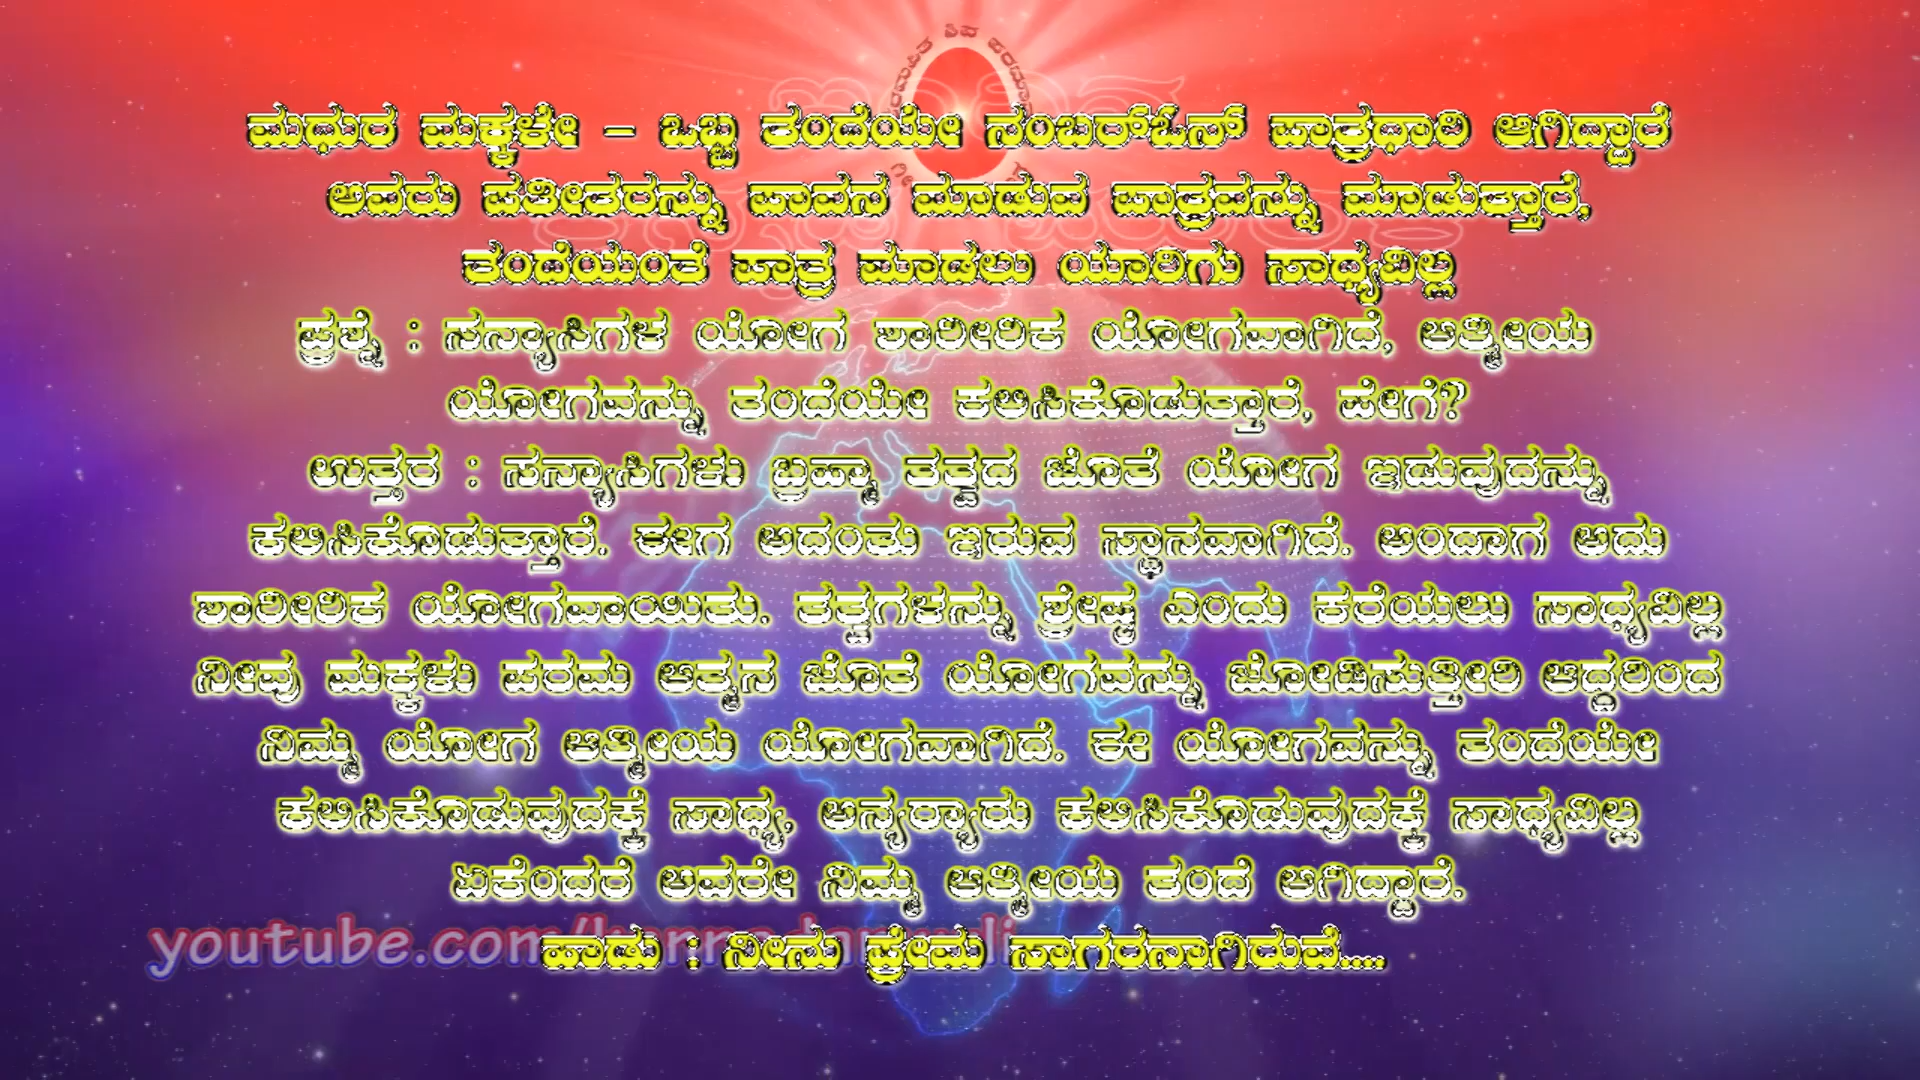 ಮಧುರ ಮಕ್ಕಳೇ – ಒಬ್ಬ ತಂದೆಯೇ ನಂಬರ್‌ಓನ್ ಪಾತ್ರಧಾರಿ ಆಗಿದ್ದಾರೆ
ಅವರು ಪತೀತರನ್ನು ಪಾವನ ಮಾಡುವ ಪಾತ್ರವನ್ನು ಮಾಡುತ್ತಾರೆ,
ತಂದೆಯಂತೆ ಪಾತ್ರ ಮಾಡಲು ಯಾರಿಗು ಸಾಧ್ಯವಿಲ್ಲ
ಪ್ರಶ್ನೆ : ಸನ್ಯಾಸಿಗಳ ಯೋಗ ಶಾರೀರಿಕ ಯೋಗವಾಗಿದೆ, ಆತ್ಮೀಯ
ಯೋಗವನ್ನು ತಂದೆಯೇ ಕಲಿಸಿಕೊಡುತ್ತಾರೆ, ಹೇಗೆ?
ಉತ್ತರ : ಸನ್ಯಾಸಿಗಳು ಬ್ರಹ್ಮಾ ತತ್ವದ ಜೊತೆ ಯೋಗ ಇಡುವುದನ್ನು
ಕಲಿಸಿಕೊಡುತ್ತಾರೆ. ಈಗ ಅದಂತು ಇರುವ ಸ್ಥಾನವಾಗಿದೆ. ಅಂದಾಗ ಅದು
ಶಾರೀರಿಕ ಯೋಗವಾಯಿತು. ತತ್ವಗಳನ್ನು ಶ್ರೇಷ್ಠ ಎಂದು ಕರೆಯಲು ಸಾಧ್ಯವಿಲ್ಲ
ನೀವು ಮಕ್ಕಳು ಪರಮ ಆತ್ಮನ ಜೊತೆ ಯೋಗವನ್ನು ಜೋಡಿಸುತ್ತೀರಿ ಆದ್ದರಿಂದ
ನಿಮ್ಮ ಯೋಗ ಆತ್ಮೀಯ ಯೋಗವಾಗಿದೆ. ಈ ಯೋಗವನ್ನು ತಂದೆಯೇ
ಕಲಿಸಿಕೊಡುವುದಕ್ಕೆ ಸಾಧ್ಯ, ಅನ್ಯರ‍್ಯಾರು ಕಲಿಸಿಕೊಡುವುದಕ್ಕೆ ಸಾಧ್ಯವಿಲ್ಲ
ಏಕೆಂದರೆ ಅವರೇ ನಿಮ್ಮ ಆತ್ಮೀಯ ತಂದೆ ಆಗಿದ್ದಾರೆ.
ಹಾಡು : ನೀನು ಪ್ರೇಮ ಸಾಗರನಾಗಿರುವೆ....